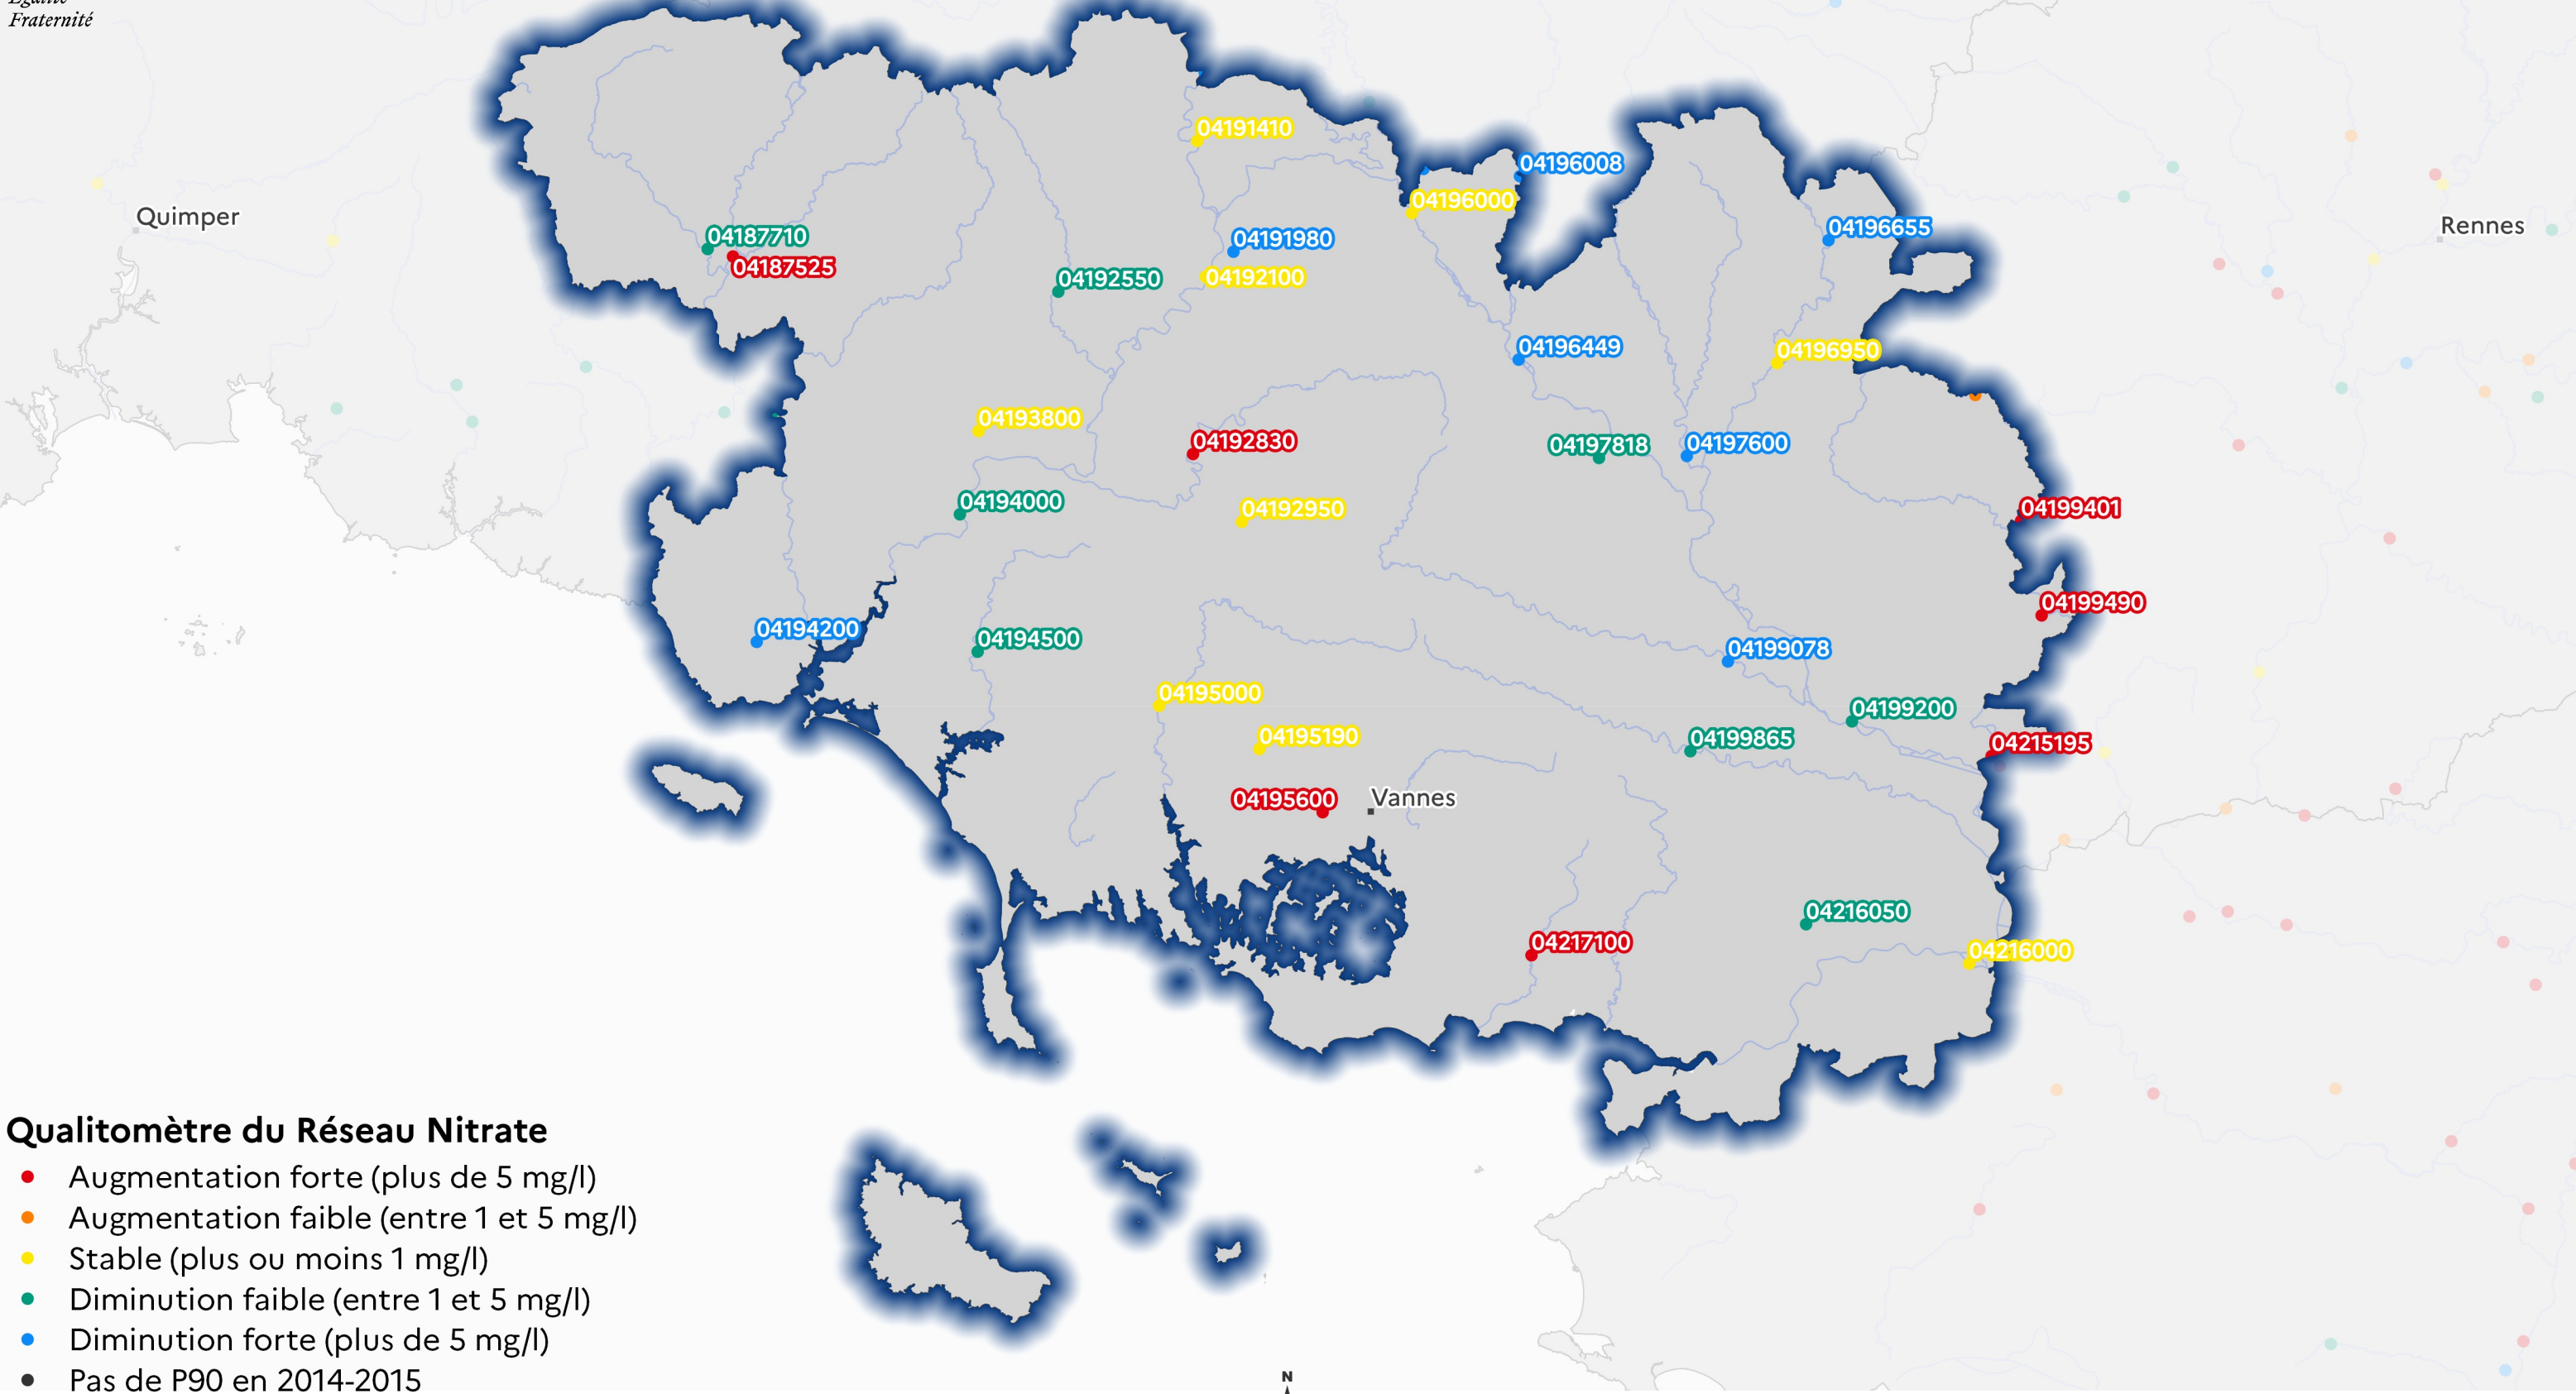 Fraternité
04191410
04196008
04196000
Quimper
Rennes
04196655
04187710
04191980
04187525
04192550
04192100
04196449
04196950
04193800
04192830
04197818
04197600
04194000
04192950
04199401
04199490
04194200
04194500
04199078
04195000
04199200
04195190
04199865
04215195
04195600
Vannes
04216050
04217100
04216000
Qualitomètre du Réseau Nitrate
Augmentation forte (plus de 5 mg/l)
Augmentation faible (entre 1 et 5 mg/l)
Stable (plus ou moins 1 mg/l)
Diminution faible (entre 1 et 5 mg/l)
Diminution forte (plus de 5 mg/l)
Pas de P90 en 2014-2015
N